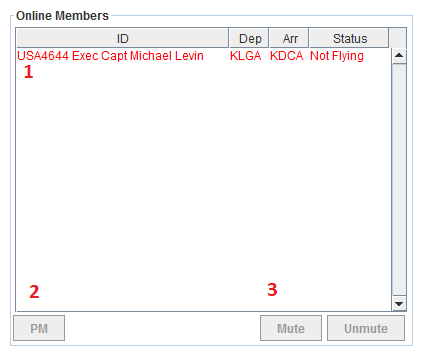 Online Members
ID Dep Arr Status
USA4644 Exec Capt Michael Levin KLGA KDCA Not Flying
1
2 3
PM Mute Unmute